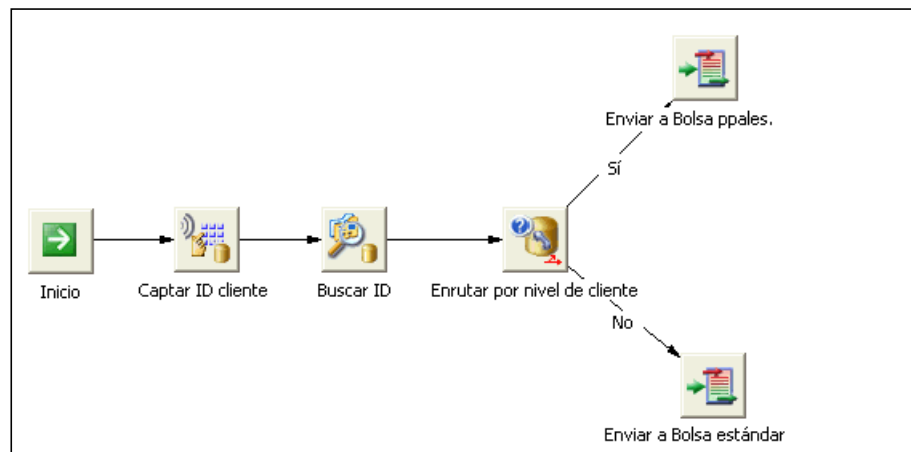 Enviar a Bolsa ppales.
Sí
Inicio
Captar ID cliente
Buscar ID
Enrutar por nivel de cliente
No
Enviar a Bolsa estándar